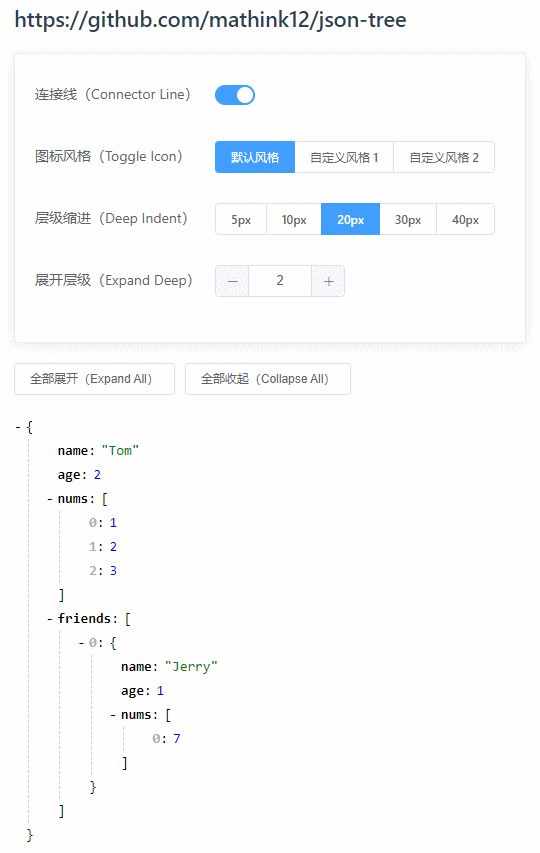 https://github.com/mathink12/json-tree
连接线（Connector Line）
图标风格（Toggle Icon） 默认风格 自定义风格 1 自定义风格 2
层级缩进（Deep Indent） 5px 10px 20px 30px 40px
展开层级（Expand Deep） − 2 +
全部展开（Expand All） 全部收起（Collapse All）
- {
name: "Tom"
age: 2
- nums: [
0: 1
1: 2
2: 3
]
- friends: [
- 0: {
name: "Jerry"
age: 1
- nums: [
0: 7
]
}
]
}